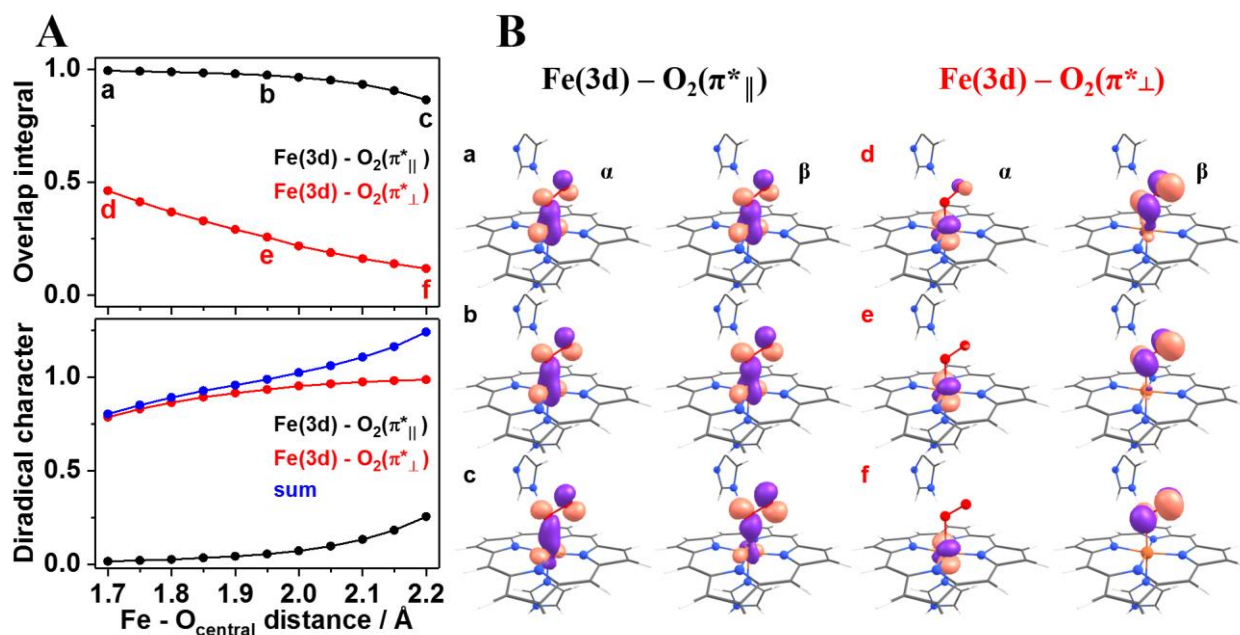 A
Overlap integral
1.0
0.5
0.0
a
b
c
Fe(3d) - O2(π*∥)
Fe(3d) - O2(π*⊥)
d
e
f
Diradical character
1.0
0.5
0.0
Fe(3d) - O2(π*∥)
Fe(3d) - O2(π*⊥)
sum
1.7 1.8 1.9 2.0 2.1 2.2
Fe - Ocentral distance / Å
B
Fe(3d) – O2(π*∥)
Fe(3d) – O2(π*⊥)
a α β
d α β
b
e
c
f